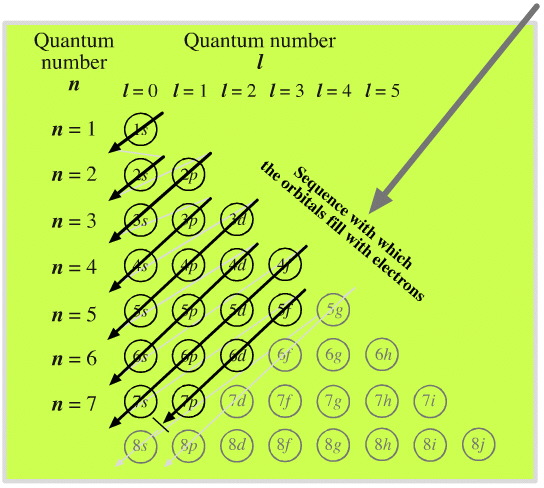 Quantum number n
Quantum number l
l = 0 l = 1 l = 2 l = 3 l = 4 l = 5
n = 1 1s
n = 2 2s 2p
n = 3 3s 3p 3d
n = 4 4s 4p 4d 4f
n = 5 5s 5p 5d 5f 5g
n = 6 6s 6p 6d 6f 6g 6h
n = 7 7s 7p 7d 7f 7g 7h 7i
8s 8p 8d 8f 8g 8h 8i 8j
Sequence with which
the orbitals fill with electrons